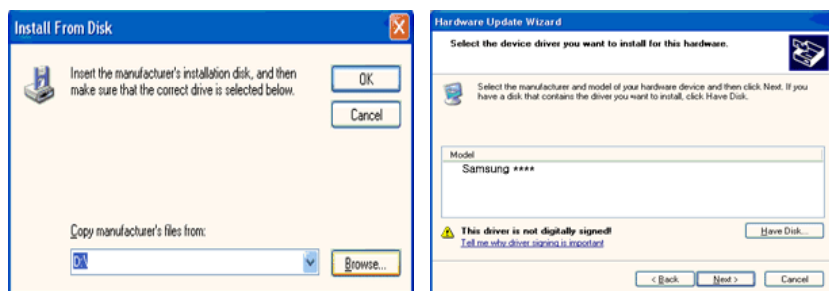 Install From Disk
Insert the manufacturer's installation disk, and then
make sure that the correct drive is selected below.
OK
Cancel
Copy manufacturer's files from:
D:\
Browse...
Hardware Update Wizard
Select the device driver you want to install for this hardware.
Select the manufacturer and model of your hardware device and then click Next. If you
have a disk that contains the driver you want to install, click Have Disk.
Model
Samsung ****
This driver is not digitally signed!
Tell me why driver signing is important
Have Disk...
< Back
Next >
Cancel